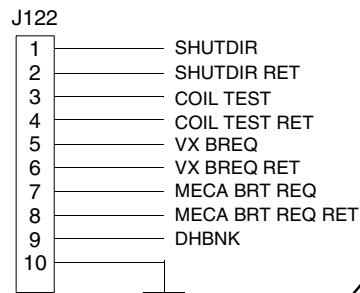 J122
1 SHUTDIR
2 SHUTDIR RET
3 COIL TEST
4 COIL TEST RET
5 VX BREQ
6 VX BREQ RET
7 MECA BRT REQ
8 MECA BRT REQ RET
9 DHBNK
10